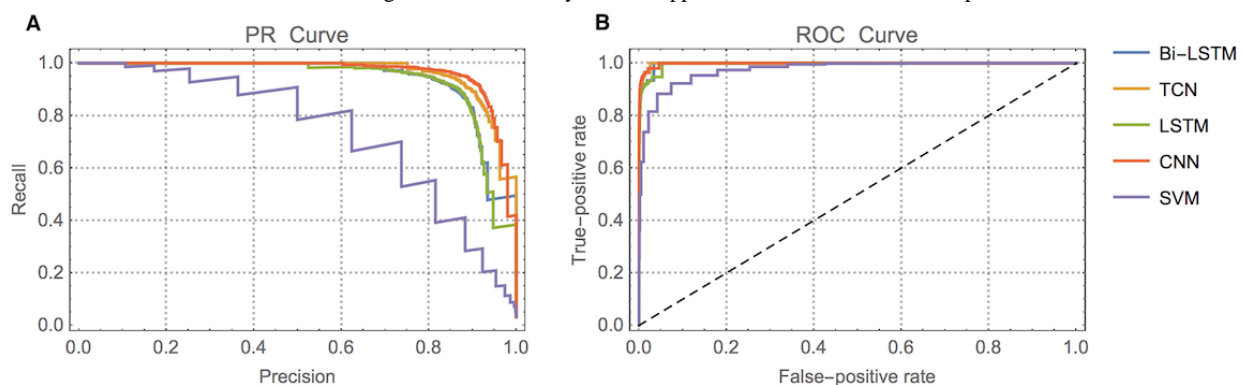 A
PR Curve
1.0
0.8
0.6
0.4
0.2
0.0
Recall
0.0 0.2 0.4 0.6 0.8 1.0
Precision
B
ROC Curve
1.0
0.8
0.6
0.4
0.2
0.0
True-positive rate
0.0 0.2 0.4 0.6 0.8 1.0
False-positive rate
Bi-LSTM
TCN
LSTM
CNN
SVM